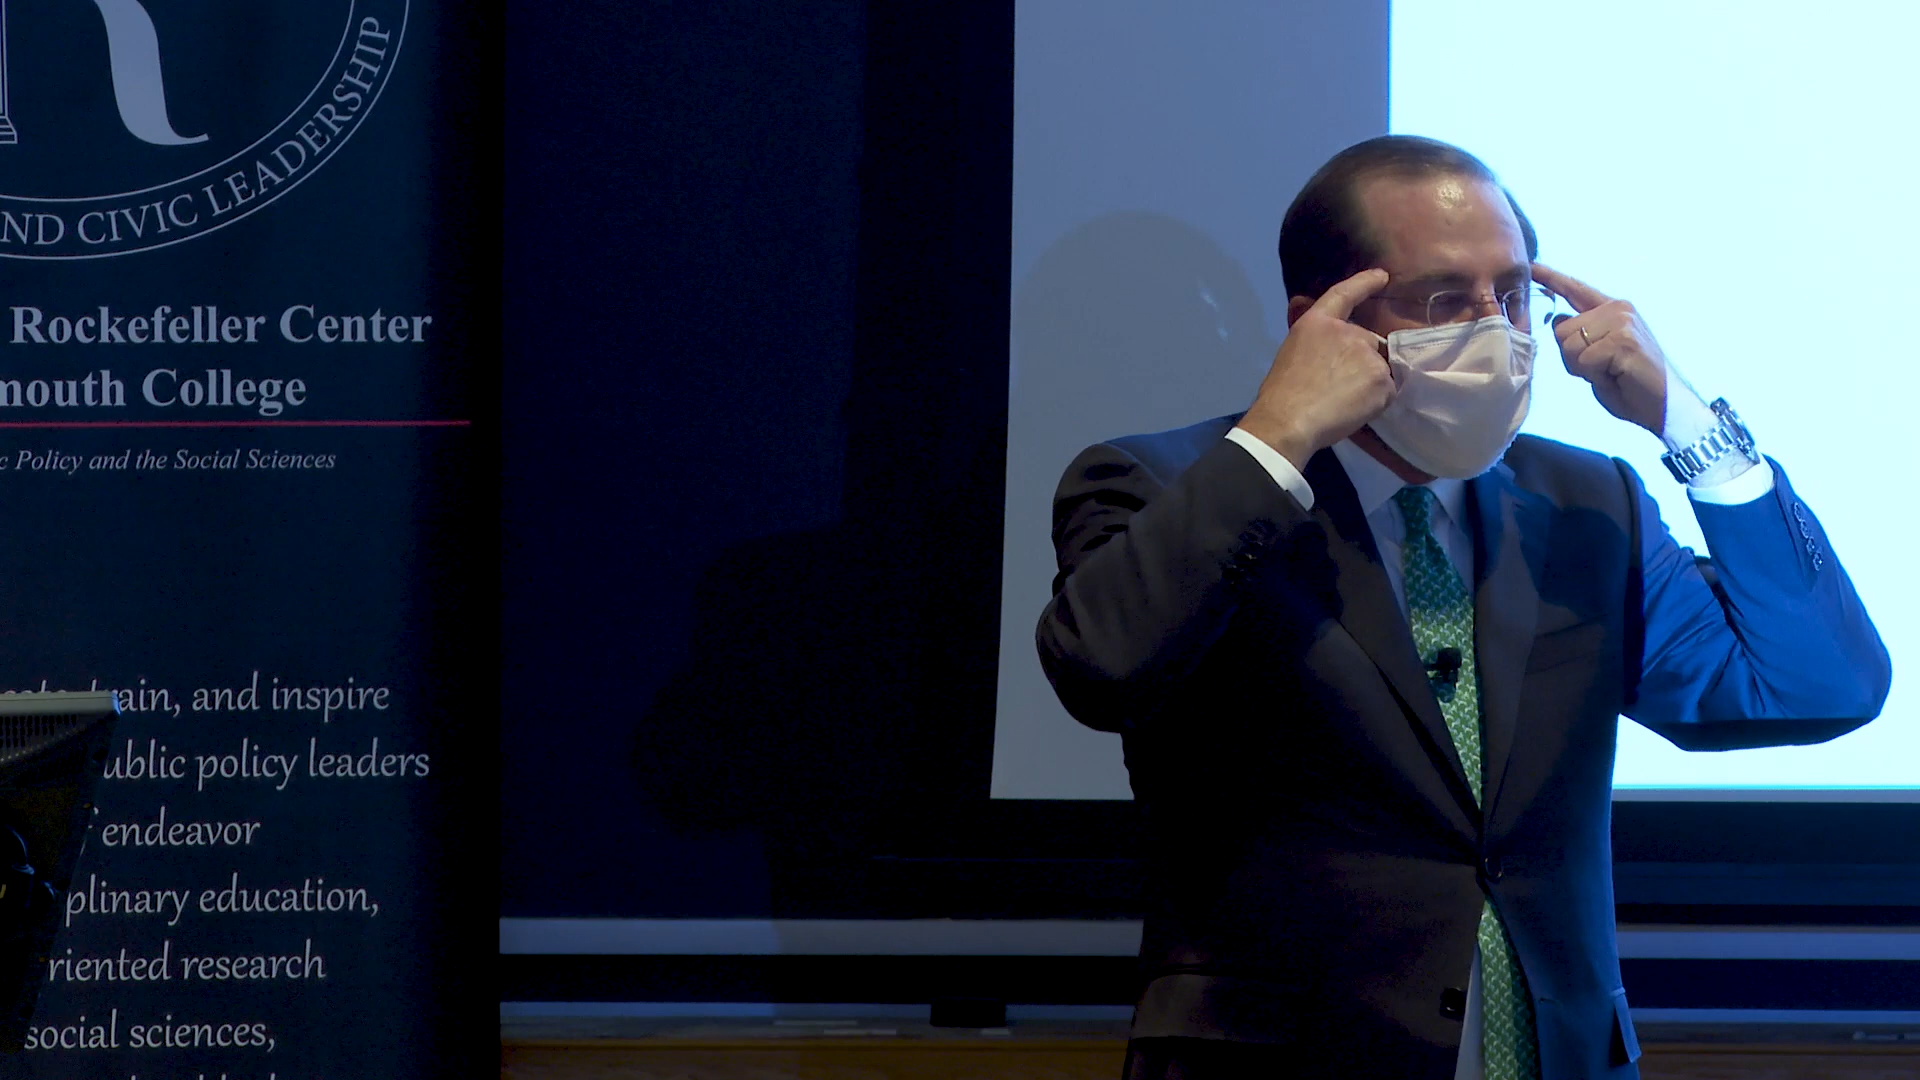 ND CIVIC LEADERSHIP
Rockefeller Center
mouth College
c Policy and the Social Sciences
ain, and inspire
ublic policy leaders
endeavor
plinary education,
riented research
social sciences,